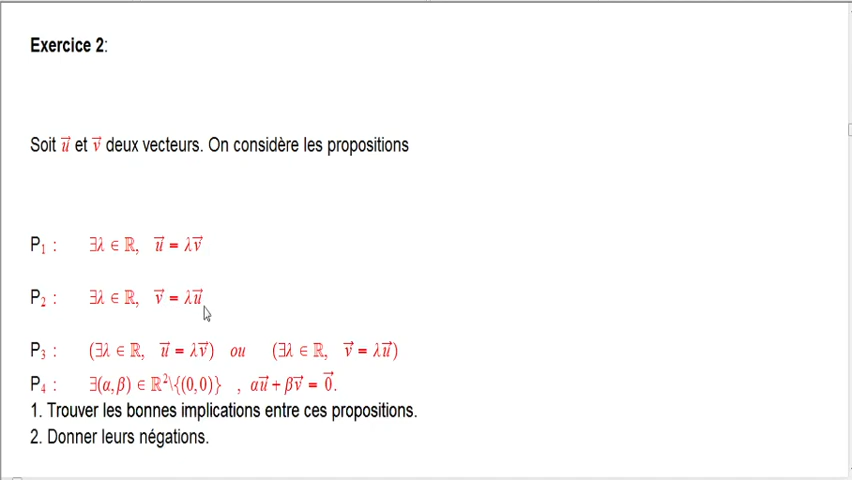 Exercice 2:
Soit u⃗ et v⃗ deux vecteurs. On considère les propositions
P₁ : ∃λ ∈ ℝ, u⃗ = λv⃗
P₂ : ∃λ ∈ ℝ, v⃗ = λu⃗
P₃ : (∃λ ∈ ℝ, u⃗ = λv⃗) ou (∃λ ∈ ℝ, v⃗ = λu⃗)
P₄ : ∃(α, β) ∈ ℝ²\{(0,0)} , αu⃗ + βv⃗ = 0⃗.
1. Trouver les bonnes implications entre ces propositions.
2. Donner leurs négations.